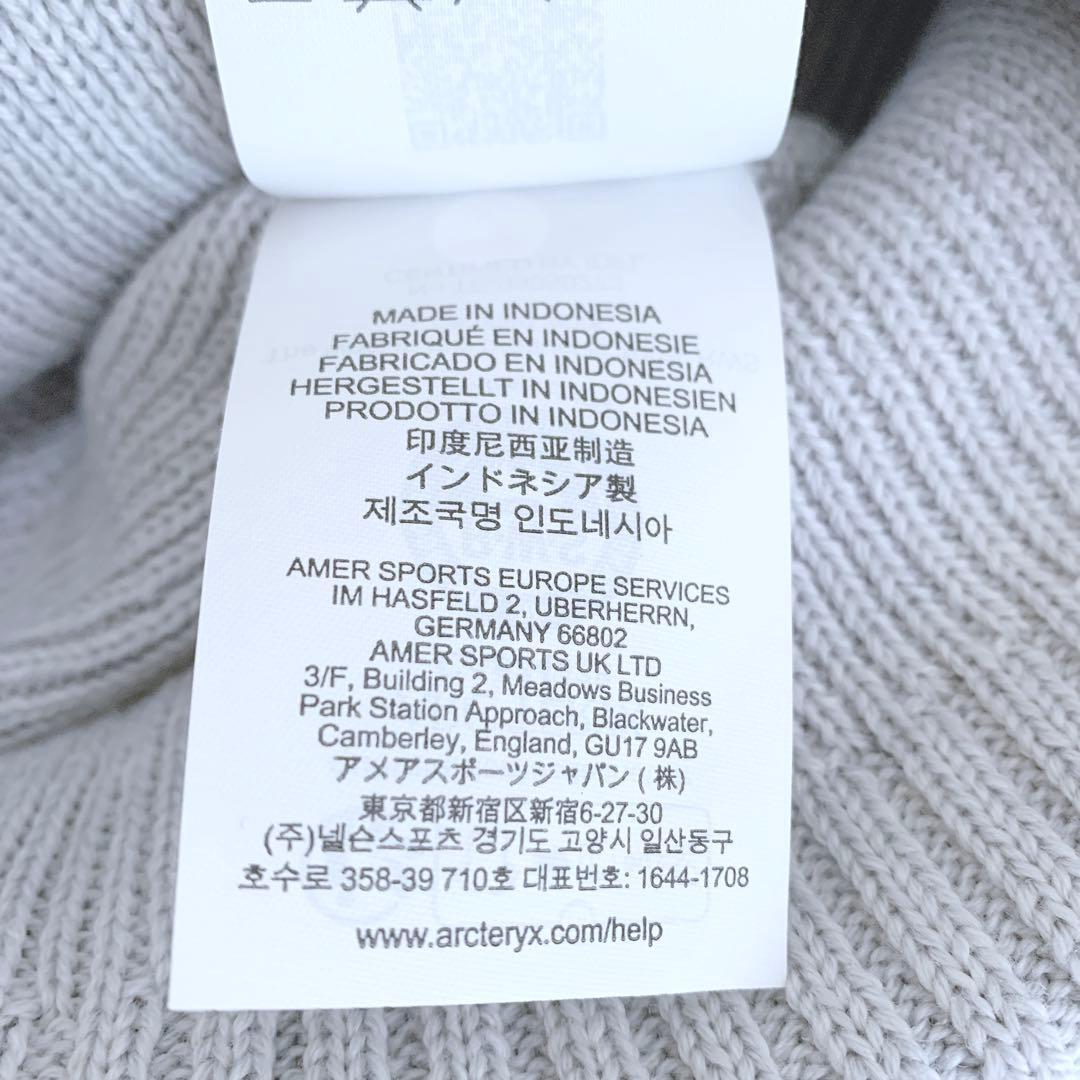 MADE IN INDONESIA
FABRIQUÉ EN INDONESIE
FABRICADO EN INDONESIA
HERGESTELLT IN INDONESIEN
PRODOTTO IN INDONESIA
印度尼西亚制造
インドネシア製
제조국명 인도네시아
AMER SPORTS EUROPE SERVICES
IM HASFELD 2, UBERHERRN,
GERMANY 66802
AMER SPORTS UK LTD
3/F, Building 2, Meadows Business
Park Station Approach, Blackwater,
Camberley, England, GU17 9AB
アメアスポーツジャパン (株)
東京都新宿区新宿6-27-30
(주)넬슨스포츠 경기도 고양시 일산동구
호수로 358-39 710호 대표번호: 1644-1708
www.arcteryx.com/help